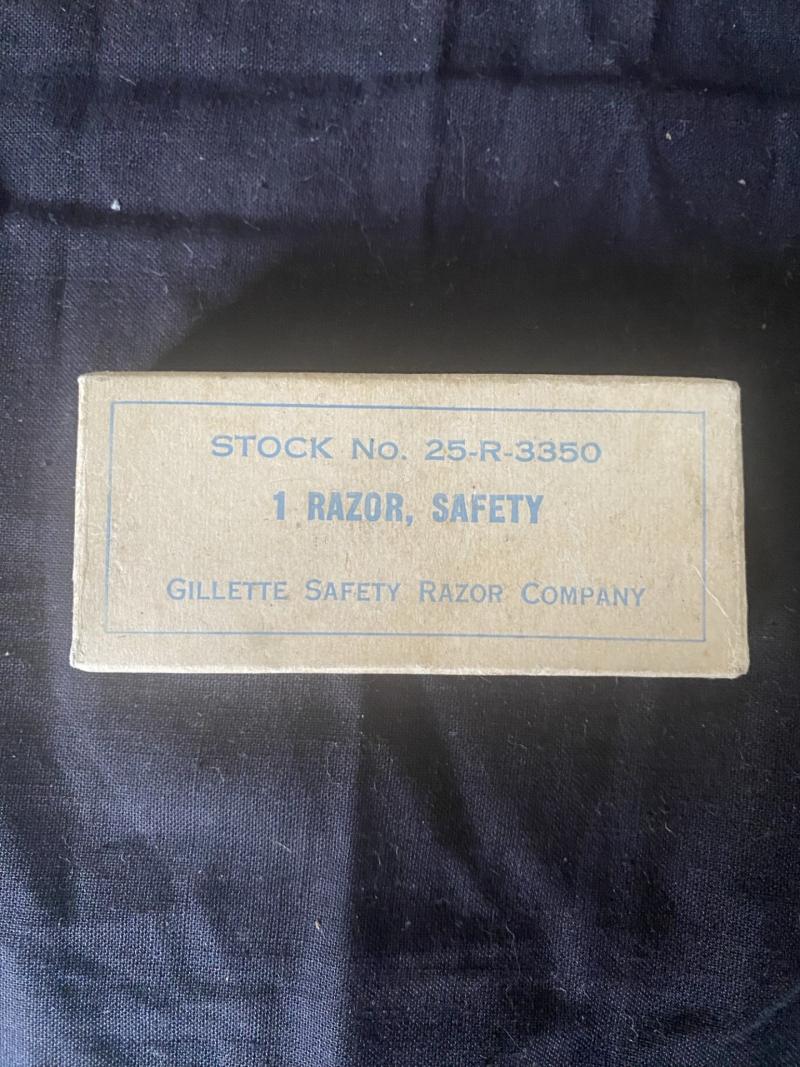 STOCK No. 25-R-3350
1 RAZOR, SAFETY
GILLETTE SAFETY RAZOR COMPANY